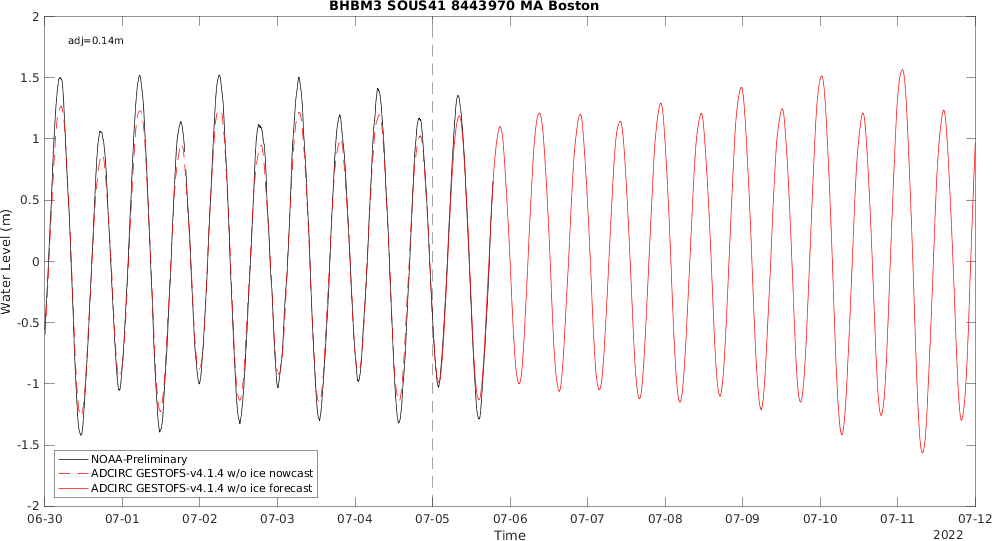 BHBM3 SOUS41 8443970 MA Boston
adj=0.14m
2
1.5
1
0.5
0
-0.5
-1
-1.5
-2
Water Level (m)
NOAA-Preliminary
ADCIRC GESTOFS-v4.1.4 w/o ice nowcast
ADCIRC GESTOFS-v4.1.4 w/o ice forecast
06-30 07-01 07-02 07-03 07-04 07-05 07-06 07-07 07-08 07-09 07-10 07-11 07-12
Time
2022